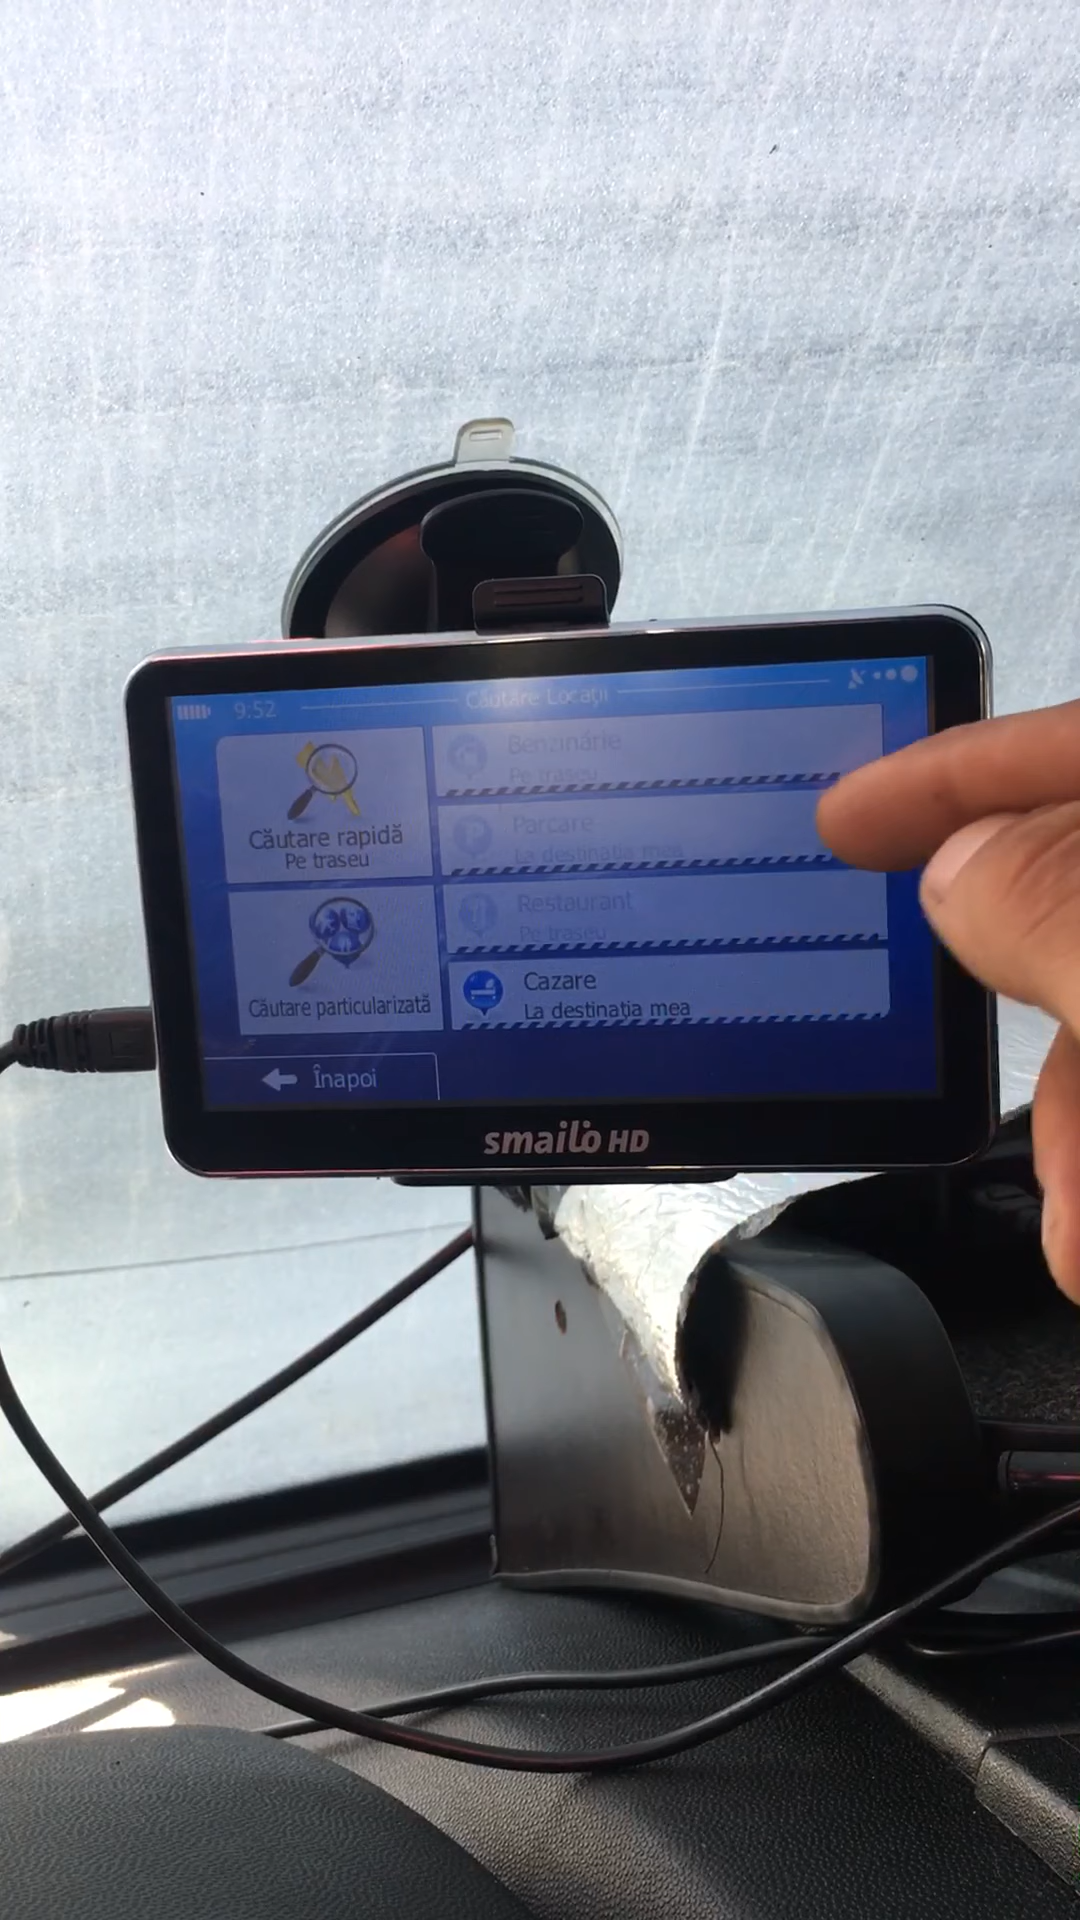 9:52
Căutare Locații
Căutare rapidă
Pe traseu
Căutare particularizată
Benzinărie
Pe traseu
Parcare
La destinația mea
Restaurant
Pe traseu
Cazare
La destinația mea
Înapoi
smailo HD